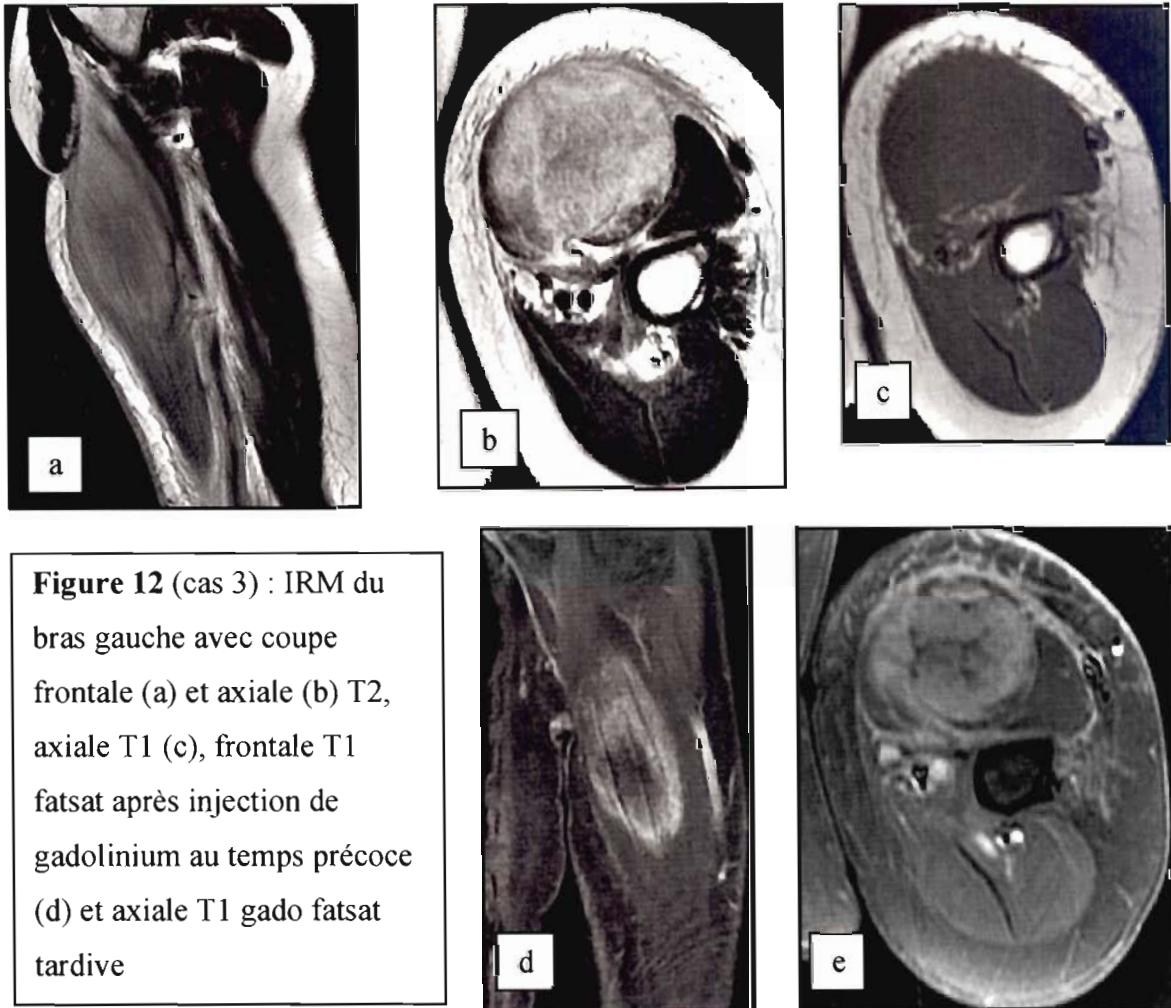 a
b
c
Figure 12 (cas 3) : IRM du
bras gauche avec coupe
frontale (a) et axiale (b) T2,
axiale T1 (c), frontale T1
fatsat après injection de
gadolinium au temps précoce
(d) et axiale T1 gado fatsat
tardive
d
e